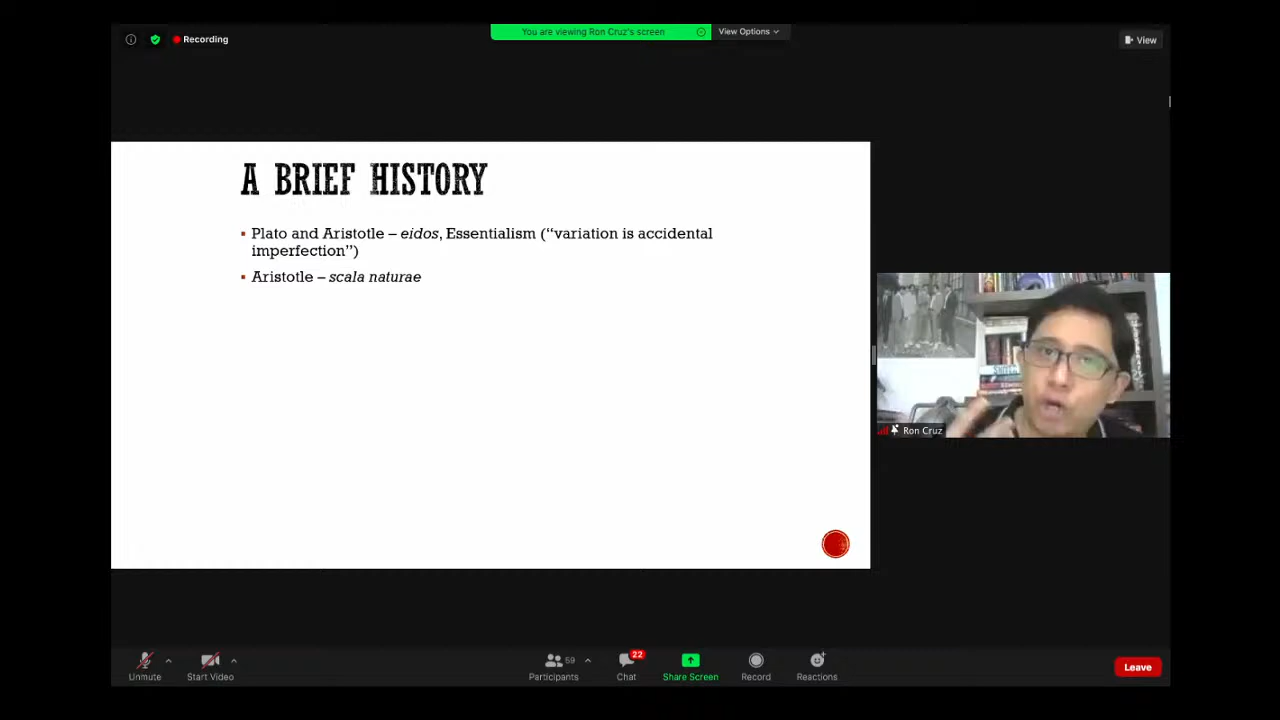 Recording
You are viewing Ron Cruz's screen
View Options
View
A BRIEF HISTORY
▪ Plato and Aristotle – eidos, Essentialism (“variation is accidental
imperfection”)
▪ Aristotle – scala naturae
Ron Cruz
59
22
Unmute
Start Video
Participants
Chat
Share Screen
Record
Reactions
Leave